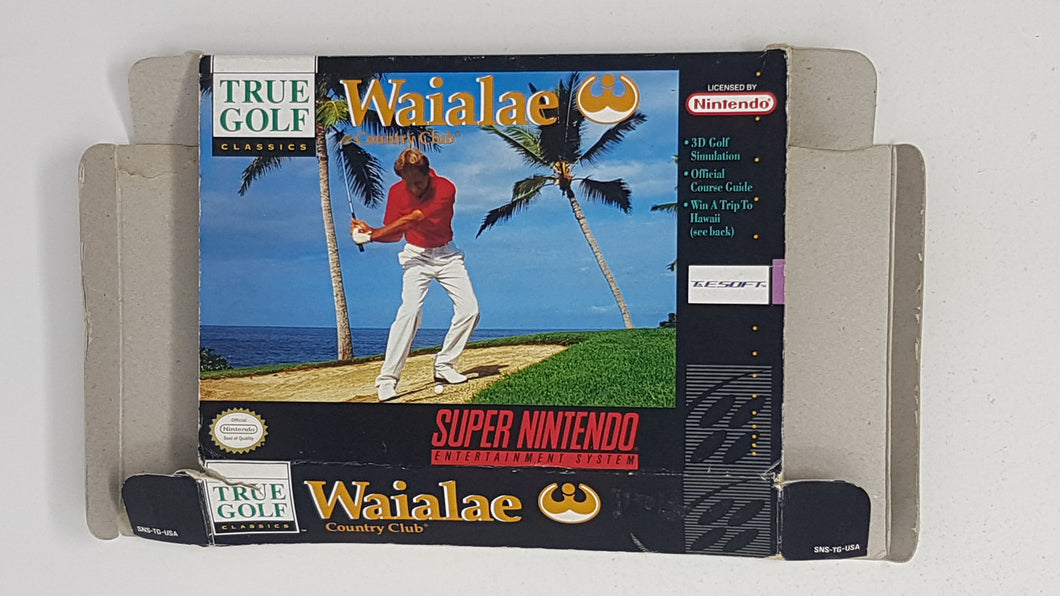 TRUE
GOLF
CLASSICS
Waialae
Country Club®
LICENSED BY
Nintendo®
• 3D Golf
Simulation
• Official
Course Guide
• Win A Trip To
Hawaii
(see back)
T&E SOFT®
Official
Nintendo
Seal of Quality
SUPER NINTENDO
ENTERTAINMENT SYSTEM
TRUE
GOLF
CLASSICS
™
Waialae
Country Club®
SNS-TG-USA
SNS-TG-USA